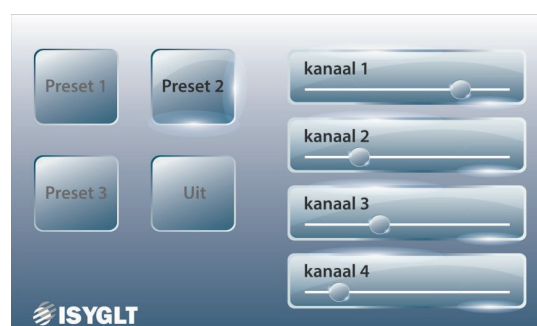 Preset 1
Preset 2
Preset 3
Uit
kanaal 1
kanaal 2
kanaal 3
kanaal 4
ISYGLT